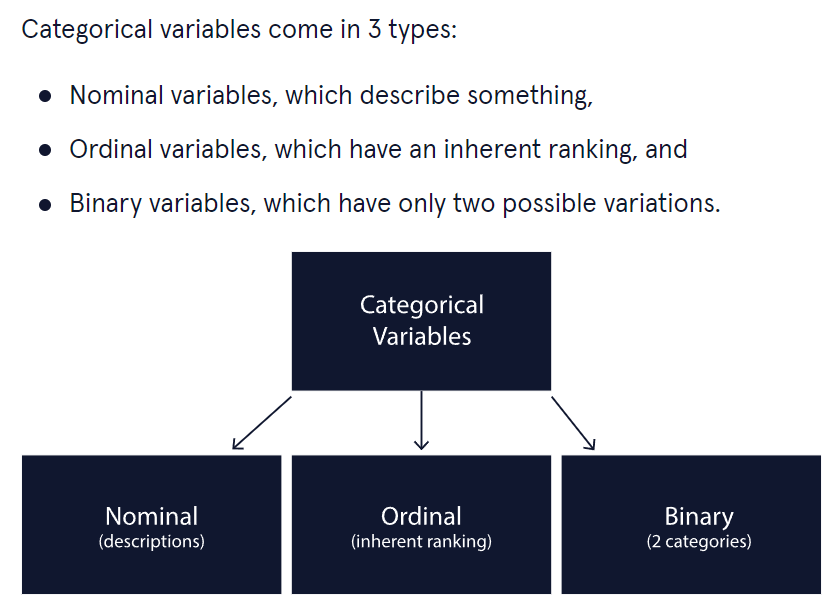 Categorical variables come in 3 types:
Nominal variables, which describe something,
Ordinal variables, which have an inherent ranking, and
Binary variables, which have only two possible variations.
Categorical
Variables
Nominal
(descriptions)
Ordinal
(inherent ranking)
Binary
(2 categories)